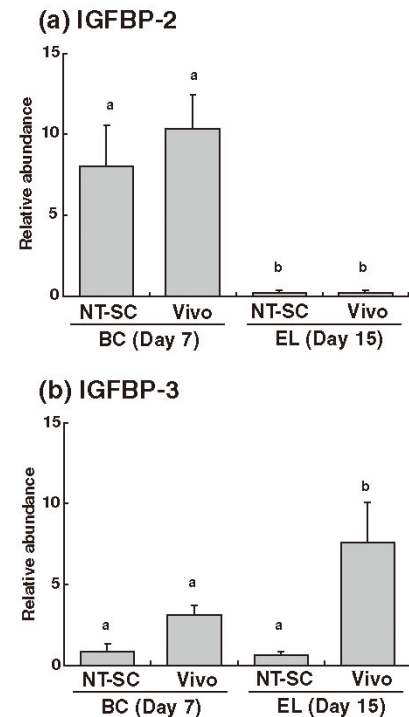 (a) IGFBP-2
15
a
a
10
Relative abundance
5
b
b
0
NT-SC Vivo NT-SC Vivo
BC (Day 7) EL (Day 15)
(b) IGFBP-3
15
b
10
Relative abundance
5
a
a
a
0
NT-SC Vivo NT-SC Vivo
BC (Day 7) EL (Day 15)